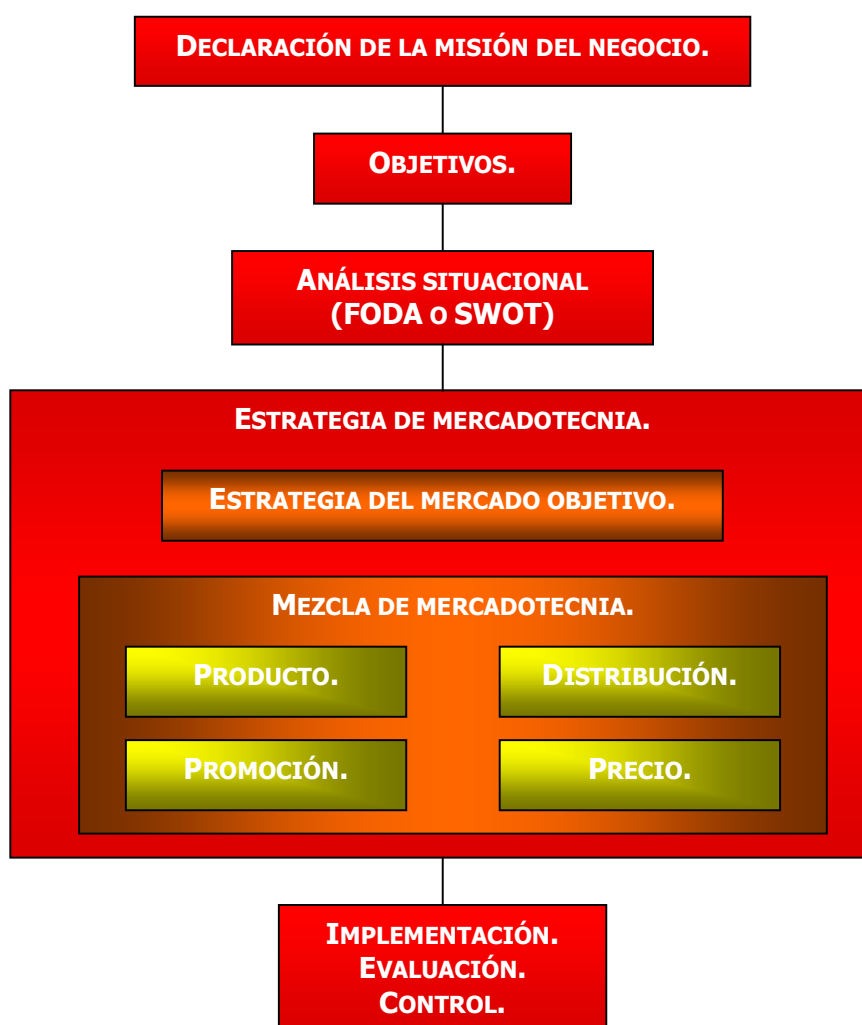 DECLARACIÓN DE LA MISIÓN DEL NEGOCIO.
OBJETIVOS.
ANÁLISIS SITUACIONAL
(FODA O SWOT)
ESTRATEGIA DE MERCADOTECNIA.
ESTRATEGIA DEL MERCADO OBJETIVO.
MEZCLA DE MERCADOTECNIA.
PRODUCTO.
DISTRIBUCIÓN.
PROMOCIÓN.
PRECIO.
IMPLEMENTACIÓN.
EVALUACIÓN.
CONTROL.